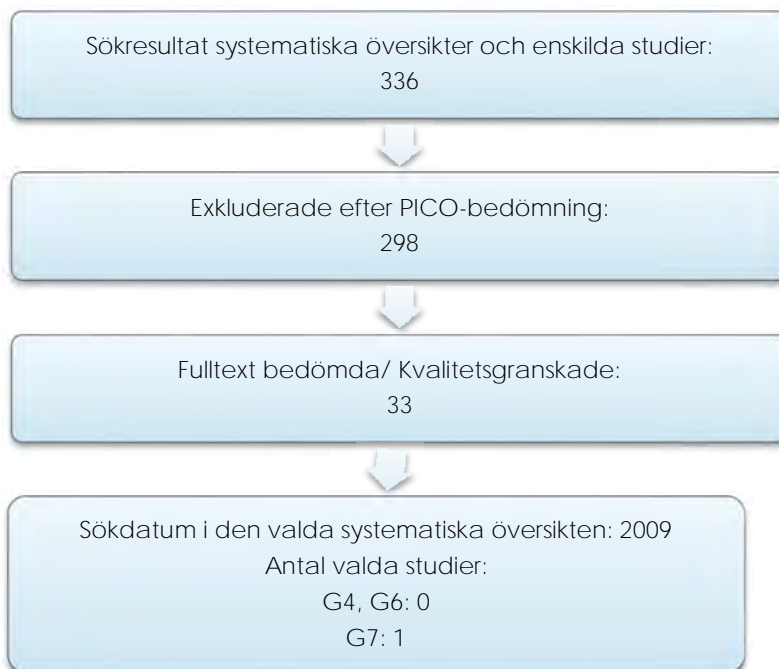 Sökresultat systematiska översikter och enskilda studier:
336
Exkluderade efter PICO-bedömning:
298
Fulltext bedömda/ Kvalitetsgranskade:
33
Sökdatum i den valda systematiska översikten: 2009
Antal valda studier:
G4, G6: 0
G7: 1